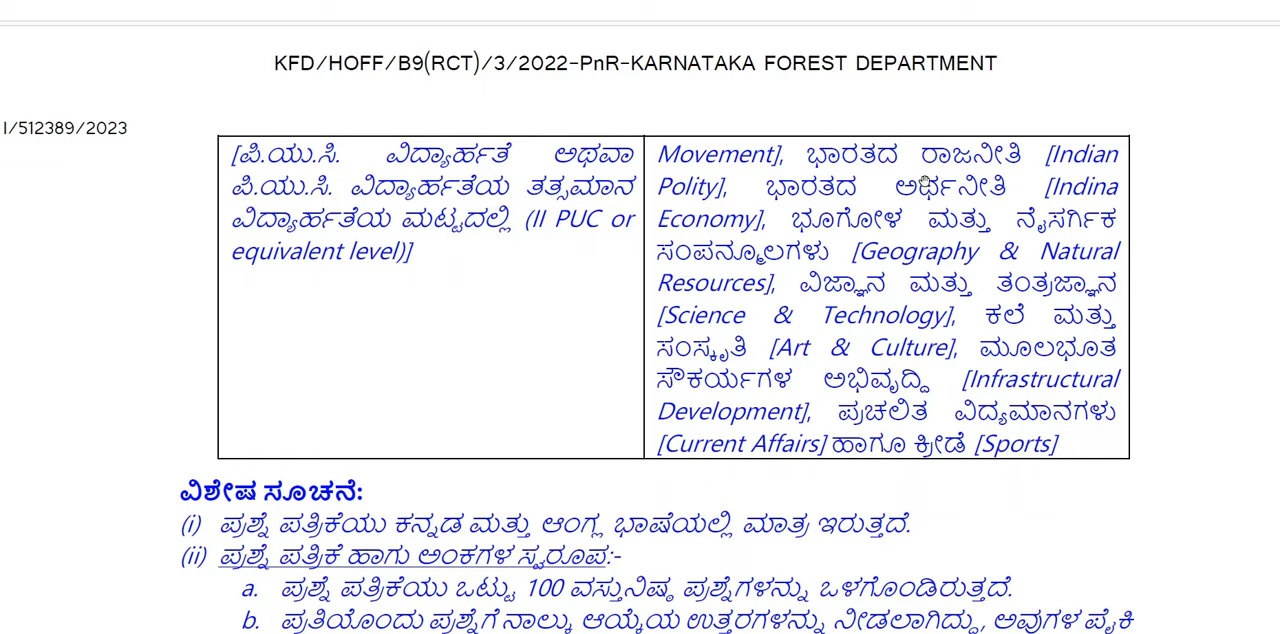 KFD/HOFF/B9(RCT)/3/2022-PnR-KARNATAKA FOREST DEPARTMENT
I/512389/2023
[ಪಿ.ಯು.ಸಿ. ವಿದ್ಯಾರ್ಹತೆ ಅಥವಾ
ಪಿ.ಯು.ಸಿ. ವಿದ್ಯಾರ್ಹತೆಯ ತತ್ಸಮಾನ
ವಿದ್ಯಾರ್ಹತೆಯ ಮಟ್ಟದಲ್ಲಿ (II PUC or
equivalent level)]
Movement], ಭಾರತದ ರಾಜನೀತಿ [Indian
Polity], ಭಾರತದ ಅರ್ಥನೀತಿ [Indina
Economy], ಭೂಗೋಳ ಮತ್ತು ನೈಸರ್ಗಿಕ
ಸಂಪನ್ಮೂಲಗಳು [Geography & Natural
Resources], ವಿಜ್ಞಾನ ಮತ್ತು ತಂತ್ರಜ್ಞಾನ
[Science & Technology], ಕಲೆ ಮತ್ತು
ಸಂಸ್ಕೃತಿ [Art & Culture], ಮೂಲಭೂತ
ಸೌಕರ್ಯಗಳ ಅಭಿವೃದ್ದಿ [Infrastructural
Development], ಪ್ರಚಲಿತ ವಿದ್ಯಮಾನಗಳು
[Current Affairs] ಹಾಗೂ ಕ್ರೀಡೆ [Sports]
ವಿಶೇಷ ಸೂಚನೆ:
(i) ಪ್ರಶ್ನೆ ಪತ್ರಿಕೆಯು ಕನ್ನಡ ಮತ್ತು ಆಂಗ್ಲ ಭಾಷೆಯಲ್ಲಿ ಮಾತ್ರ ಇರುತ್ತದೆ.
(ii) ಪ್ರಶ್ನೆ ಪತ್ರಿಕೆ ಹಾಗು ಅಂಕಗಳ ಸ್ವರೂಪ:-
a. ಪ್ರಶ್ನೆ ಪತ್ರಿಕೆಯು ಒಟ್ಟು 100 ವಸ್ತುನಿಷ್ಠ ಪ್ರಶ್ನೆಗಳನ್ನು ಒಳಗೊಂಡಿರುತ್ತದೆ.
b. ಪ್ರತಿಯೊಂದು ಪ್ರಶ್ನೆಗೆ ನಾಲ್ಕು ಆಯ್ಕೆಯ ಉತ್ತರಗಳನ್ನು ನೀಡಲಾಗಿದ್ದು, ಅವುಗಳ ಪೈಕಿ